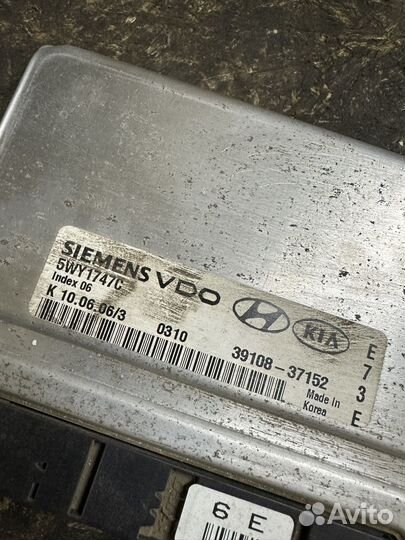 SIEMENS VDO
5WY1747C
Index 06
K 10.06.06/3
0310
39108-37152
KIA
Made in
Korea
E
7
3
E
6 E
Avito